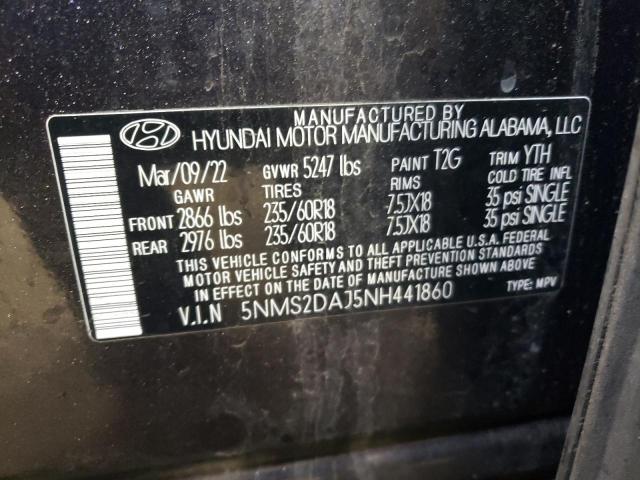 MANUFACTURED BY
HYUNDAI MOTOR MANUFACTURING ALABAMA, LLC
Mar/09/22 GVWR 5247 lbs PAINT T2G TRIM YTH
GAWR TIRES RIMS COLD TIRE INFL
FRONT 2866 lbs 235/60R18 7.5JX18 35 psi SINGLE
REAR 2976 lbs 235/60R18 7.5JX18 35 psi SINGLE
THIS VEHICLE CONFORMS TO ALL APPLICABLE U.S.A. FEDERAL
MOTOR VEHICLE SAFETY AND THEFT PREVENTION STANDARDS
IN EFFECT ON THE DATE OF MANUFACTURE SHOWN ABOVE.
V.I.N 5NMS2DAJ5NH441860 TYPE: MPV